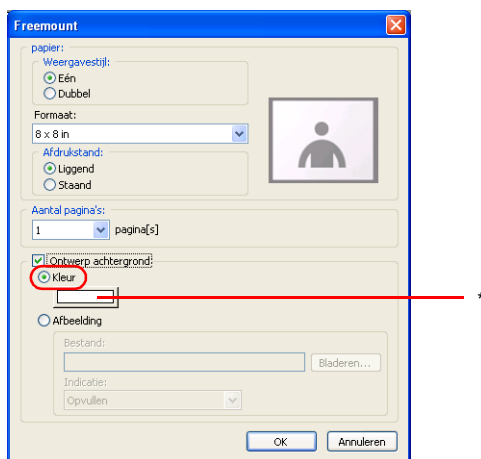 Freemount
papier:
Weergavestijl:
Eén
Dubbel
Formaat:
8 x 8 in
Afdrukstand:
Liggend
Staand
Aantal pagina's:
1 pagina[s]
Ontwerp achtergrond:
Kleur
*
Afbeelding
Bestand:
Bladeren...
Indicatie:
Opvullen
OK Annuleren